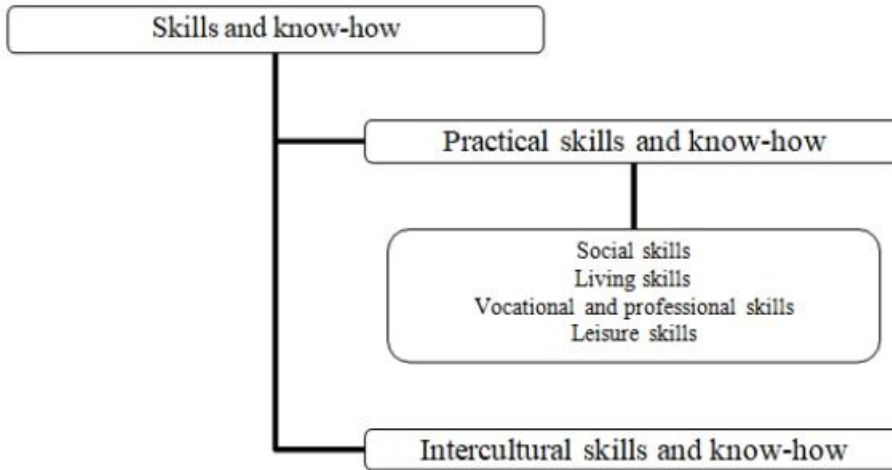 Skills and know-how
Practical skills and know-how
Social skills
Living skills
Vocational and professional skills
Leisure skills
Intercultural skills and know-how